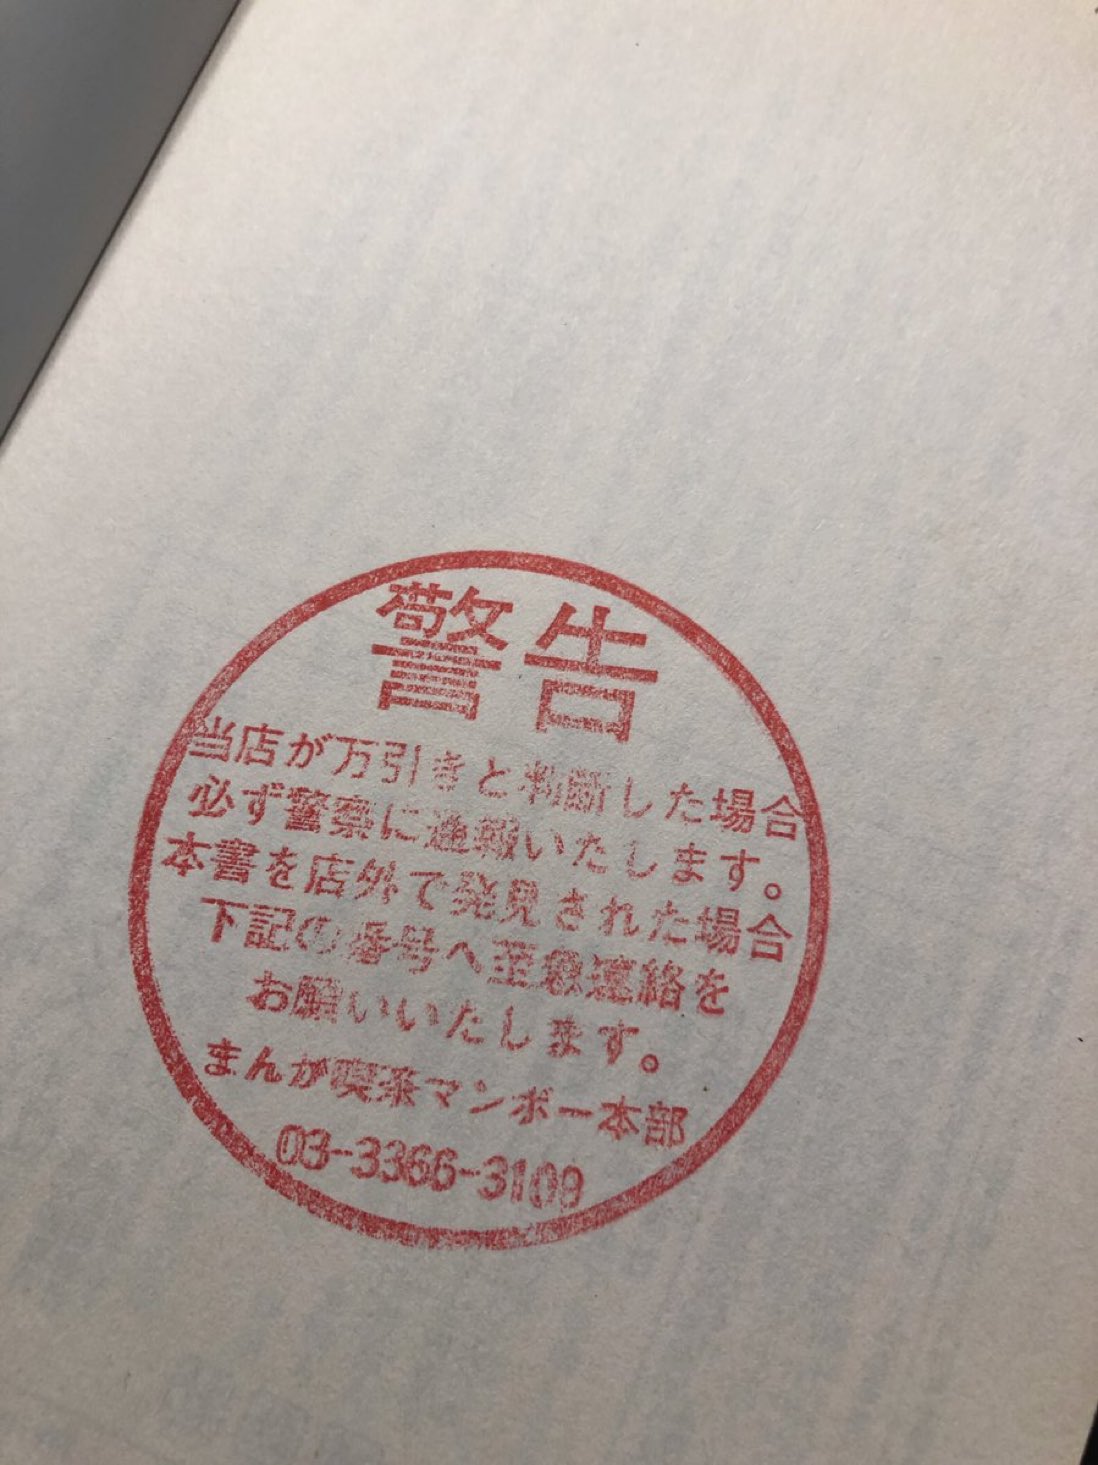 警告
当店が万引きと判断した場合
必ず警察に通報いたします。
本書を店外で発見された場合
下記の番号へ至急連絡を
お願いいたします。
まんが喫茶マンボー本部
03-3366-3109